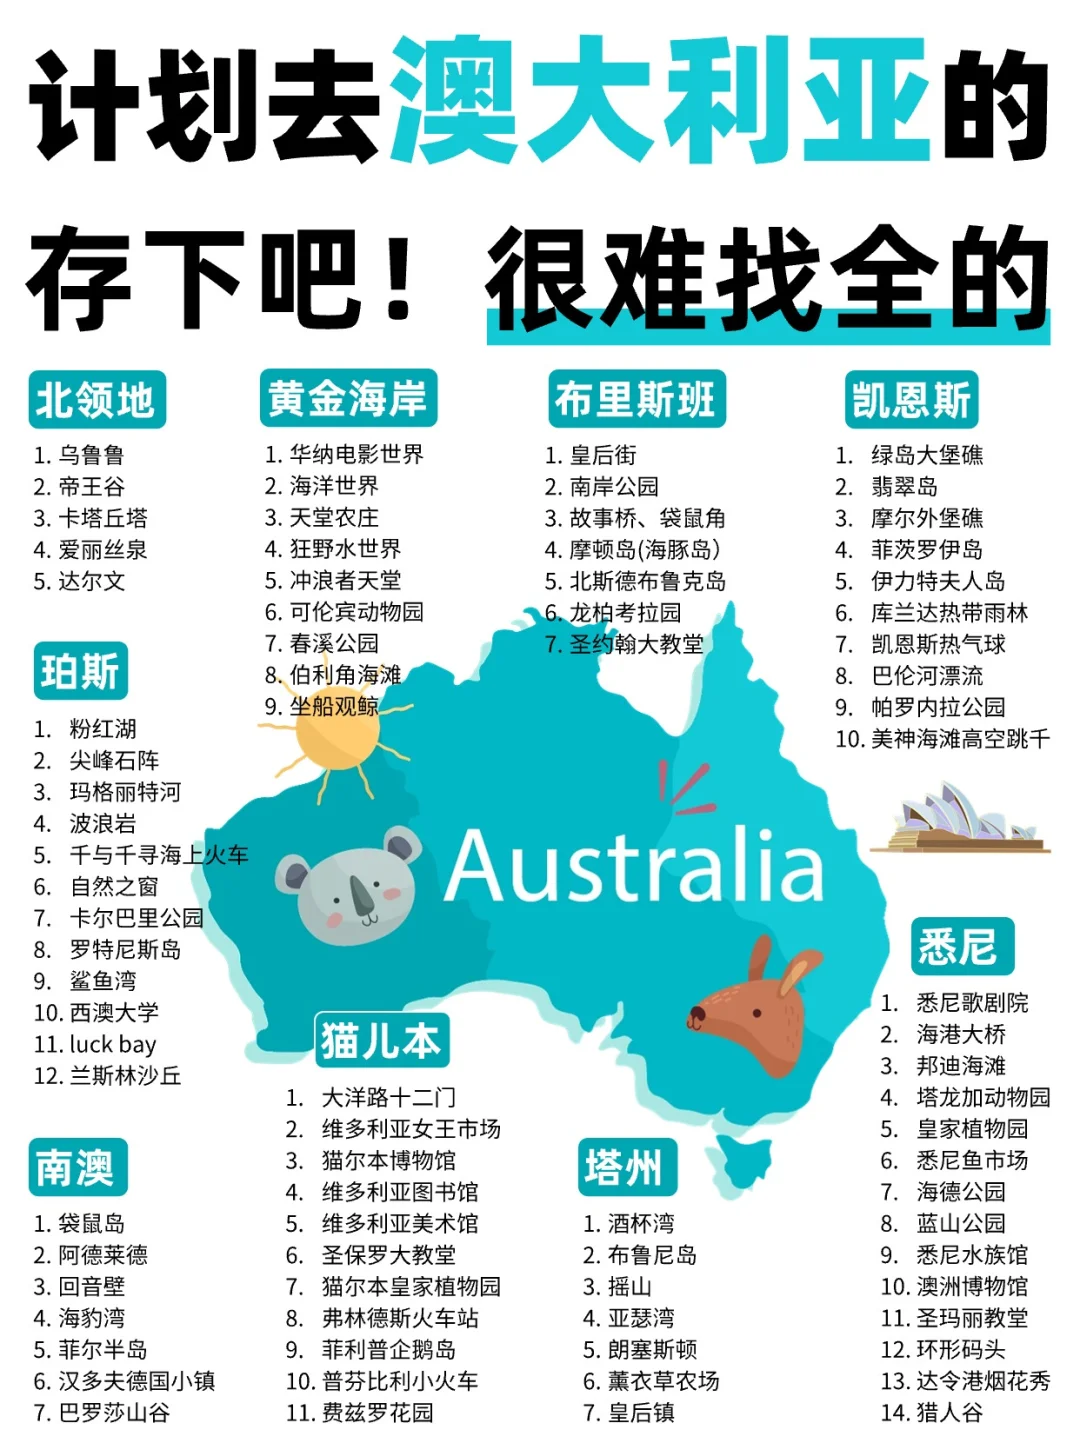 计划去澳大利亚的
存下吧！很难找全的
北领地
1. 乌鲁鲁
2. 帝王谷
3. 卡塔丘塔
4. 爱丽丝泉
5. 达尔文
黄金海岸
1. 华纳电影世界
2. 海洋世界
3. 天堂农庄
4. 狂野水世界
5. 冲浪者天堂
6. 可伦宾动物园
7. 春溪公园
8. 伯利角海滩
9. 坐船观鲸
布里斯班
1. 皇后街
2. 南岸公园
3. 故事桥、袋鼠角
4. 摩顿岛(海豚岛）
5. 北斯德布鲁克岛
6. 龙柏考拉园
7. 圣约翰大教堂
凯恩斯
1. 绿岛大堡礁
2. 翡翠岛
3. 摩尔外堡礁
4. 菲茨罗伊岛
5. 伊力特夫人岛
6. 库兰达热带雨林
7. 凯恩斯热气球
8. 巴伦河漂流
9. 帕罗内拉公园
10. 美神海滩高空跳千
珀斯
1. 粉红湖
2. 尖峰石阵
3. 玛格丽特河
4. 波浪岩
5. 千与千寻海上火车
6. 自然之窗
7. 卡尔巴里公园
8. 罗特尼斯岛
9. 鲨鱼湾
10. 西澳大学
11. luck bay
12. 兰斯林沙丘
Australia
猫儿本
1. 大洋路十二门
2. 维多利亚女王市场
3. 猫尔本博物馆
4. 维多利亚图书馆
5. 维多利亚美术馆
6. 圣保罗大教堂
7. 猫尔本皇家植物园
8. 弗林德斯火车站
9. 菲利普企鹅岛
10. 普芬比利小火车
11. 费兹罗花园
悉尼
1. 悉尼歌剧院
2. 海港大桥
3. 邦迪海滩
4. 塔龙加动物园
5. 皇家植物园
6. 悉尼鱼市场
7. 海德公园
8. 蓝山公园
9. 悉尼水族馆
10. 澳洲博物馆
11. 圣玛丽教堂
12. 环形码头
13. 达令港烟花秀
14. 猎人谷
南澳
1. 袋鼠岛
2. 阿德莱德
3. 回音壁
4. 海豹湾
5. 菲尔半岛
6. 汉多夫德国小镇
7. 巴罗莎山谷
塔州
1. 酒杯湾
2. 布鲁尼岛
3. 摇山
4. 亚瑟湾
5. 朗塞斯顿
6. 薰衣草农场
7. 皇后镇